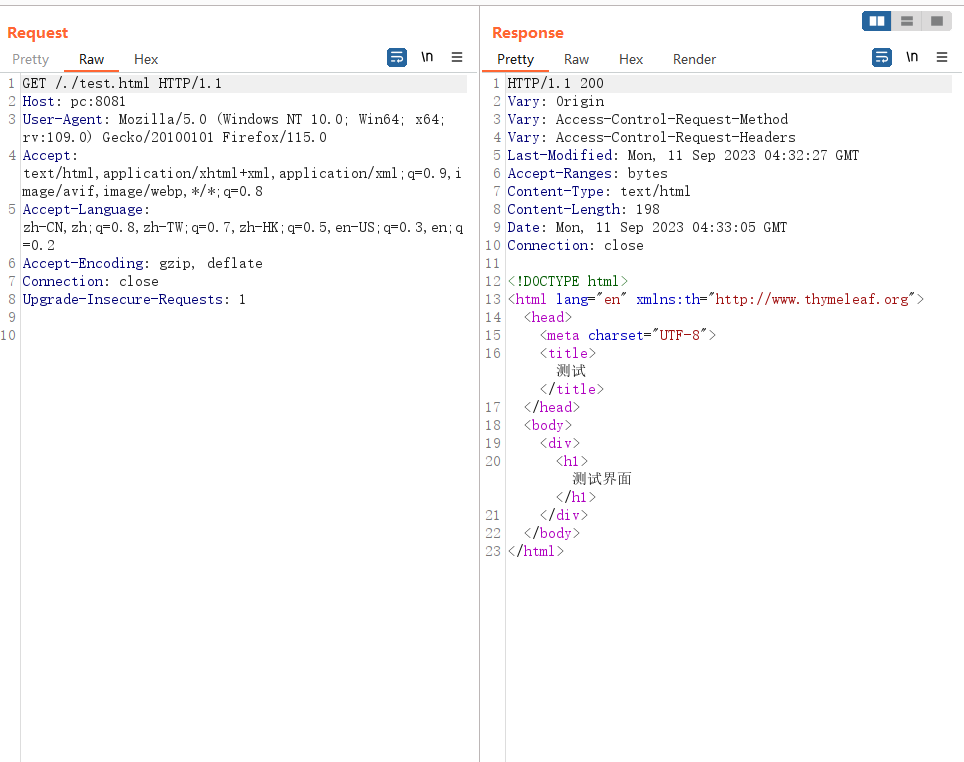 Request
Pretty Raw Hex \n
1 GET /./test.html HTTP/1.1
2 Host: pc:8081
3 User-Agent: Mozilla/5.0 (Windows NT 10.0; Win64; x64;
rv:109.0) Gecko/20100101 Firefox/115.0
4 Accept:
text/html,application/xhtml+xml,application/xml;q=0.9,i
mage/avif,image/webp,*/*;q=0.8
5 Accept-Language:
zh-CN,zh;q=0.8,zh-TW;q=0.7,zh-HK;q=0.5,en-US;q=0.3,en;q
=0.2
6 Accept-Encoding: gzip, deflate
7 Connection: close
8 Upgrade-Insecure-Requests: 1
9
10
Response
Pretty Raw Hex Render \n
1 HTTP/1.1 200
2 Vary: Origin
3 Vary: Access-Control-Request-Method
4 Vary: Access-Control-Request-Headers
5 Last-Modified: Mon, 11 Sep 2023 04:32:27 GMT
6 Accept-Ranges: bytes
7 Content-Type: text/html
8 Content-Length: 198
9 Date: Mon, 11 Sep 2023 04:33:05 GMT
10 Connection: close
11
12 <!DOCTYPE html>
13 <html lang="en" xmlns:th="http://www.thymeleaf.org">
14 <head>
15 <meta charset="UTF-8">
16 <title>
测试
</title>
17 </head>
18 <body>
19 <div>
20 <h1>
测试界面
</h1>
21 </div>
22 </body>
23 </html>